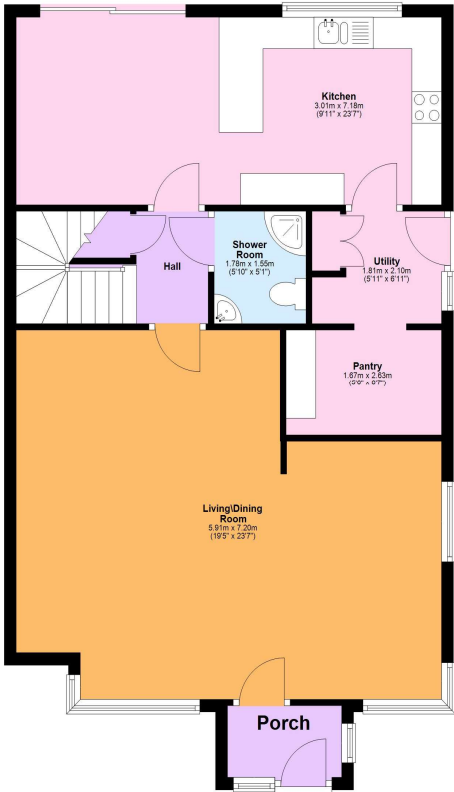 Kitchen
3.01m x 7.18m
(9'11" x 23'7")
Shower
Room
1.78m x 1.55m
(5'10" x 5'1")
Hall
Utility
1.81m x 2.10m
(5'11" x 6'11")
Pantry
1.67m x 2.63m
Living\Dining
Room
5.91m x 7.20m
(19'5" x 23'7")
Porch